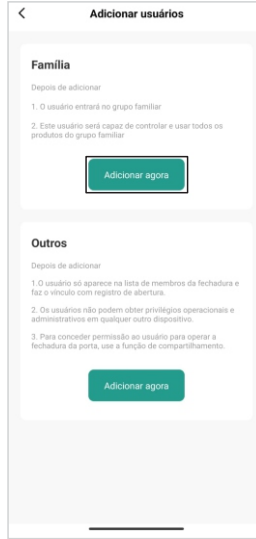 Adicionar usuários
Família
Depois de adicionar
1. O usuário entrará no grupo familiar
2. Este usuário será capaz de controlar e usar todos os
produtos do grupo familiar
Adicionar agora
Outros
Depois de adicionar
1.O usuário só aparece na lista de membros da fechadura e
faz o vínculo com registro de abertura.
2. Os usuários não podem obter privilégios operacionais e
administrativos em qualquer outro dispositivo.
3. Para conceder permissão ao usuário para operar a
fechadura da porta, use a função de compartilhamento.
Adicionar agora